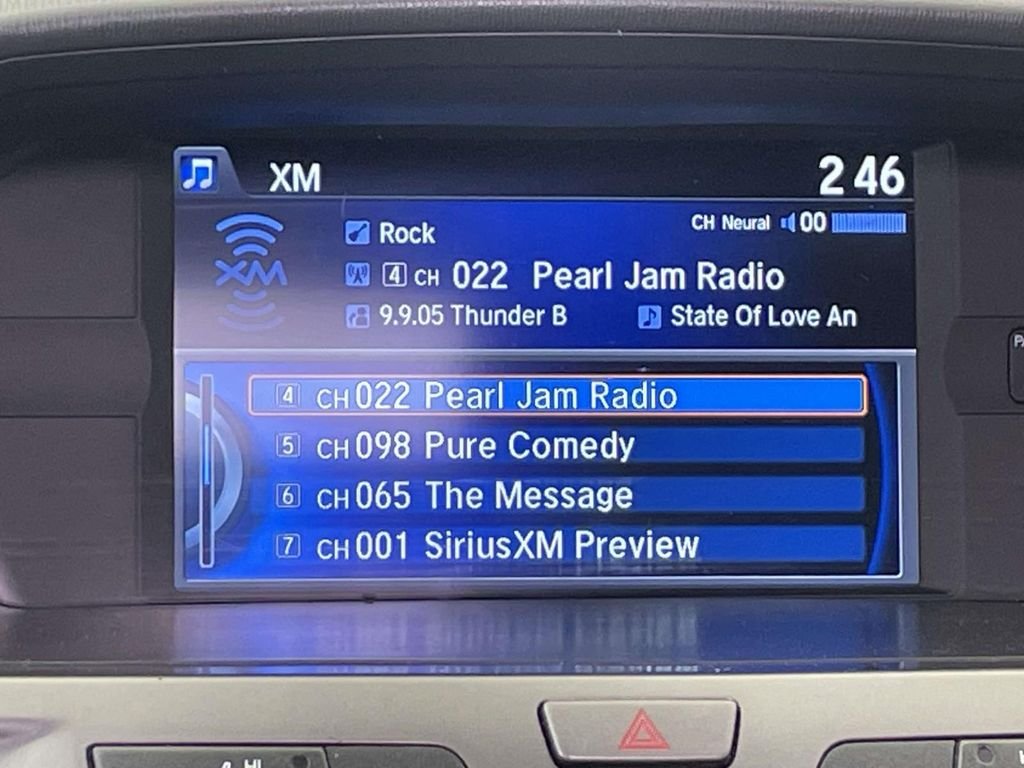 XM 2 46
Rock CH Neural 00
XM
4 CH 022 Pearl Jam Radio
9.9.05 Thunder B State Of Love An
4 CH 022 Pearl Jam Radio
5 CH 098 Pure Comedy
6 CH 065 The Message
7 CH 001 SiriusXM Preview